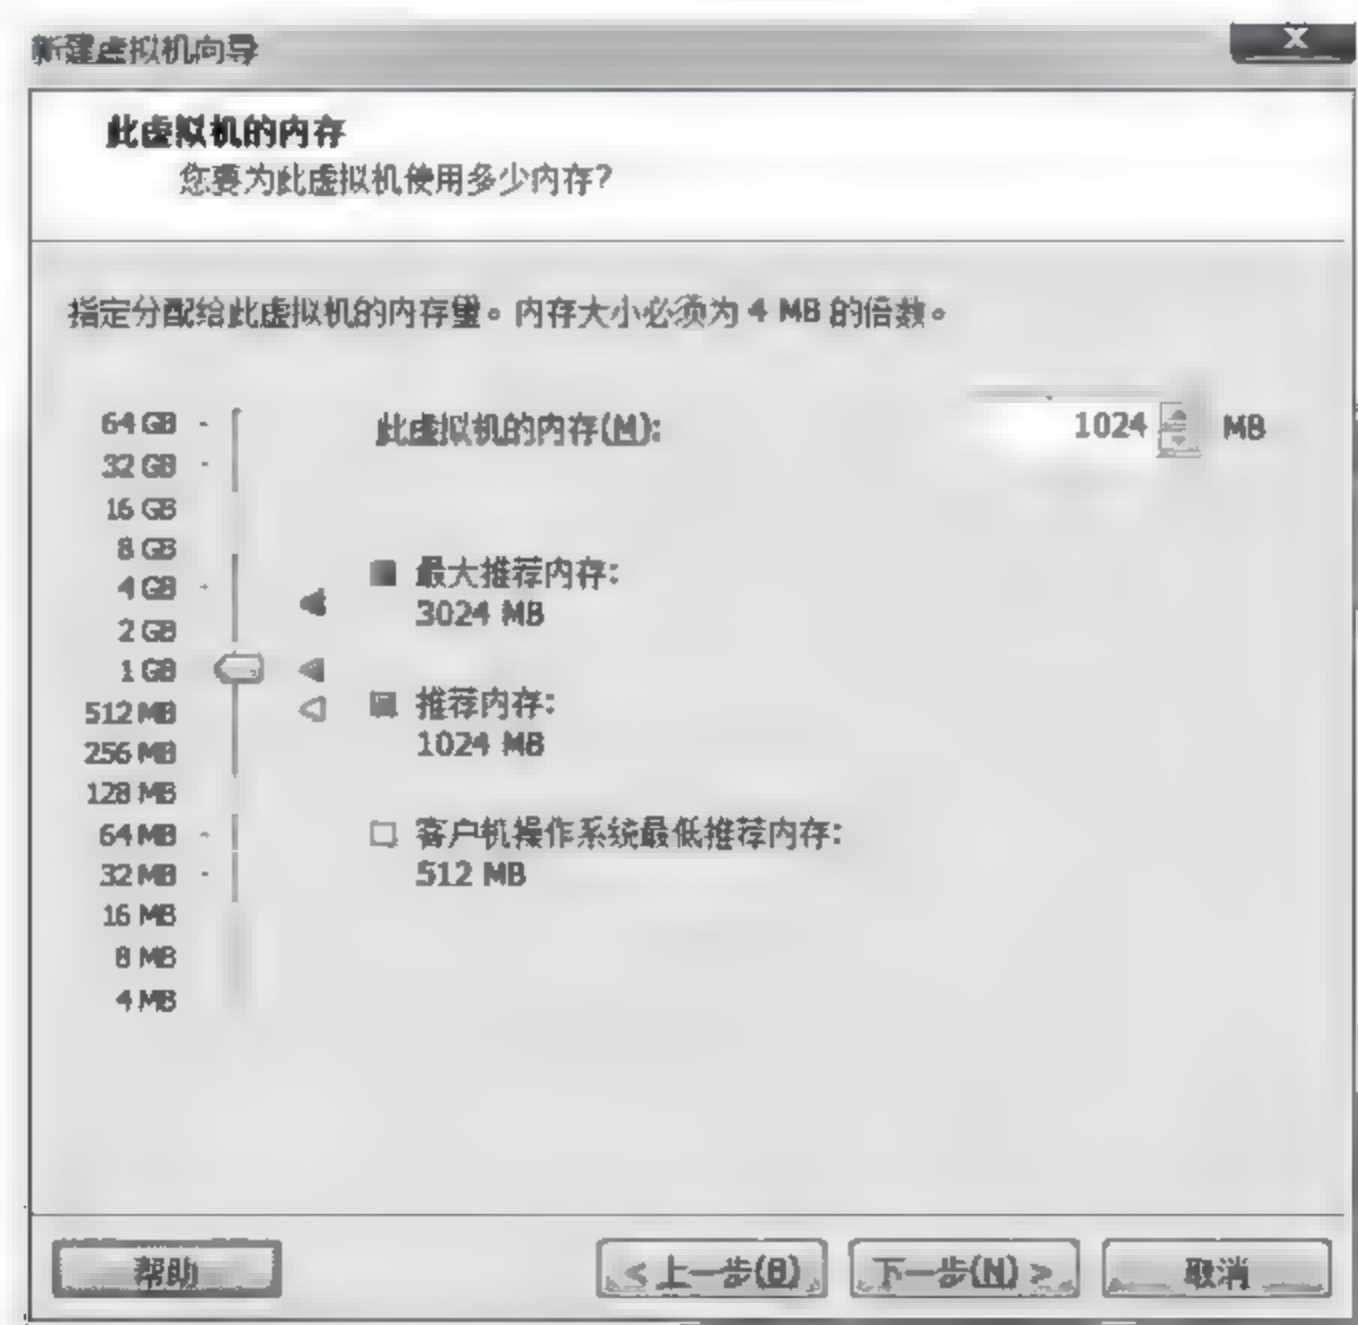 新建虚拟机向导
此虚拟机的内存
您要为此虚拟机使用多少内存?
指定分配给此虚拟机的内存量。内存大小必须为 4 MB 的倍数。
64 GB
32 GB
16 GB
8 GB
4 GB
2 GB
1 GB
512 MB
256 MB
128 MB
64 MB
32 MB
16 MB
8 MB
4 MB
此虚拟机的内存(M): 1024 MB
最大推荐内存:
3024 MB
推荐内存:
1024 MB
客户机操作系统最低推荐内存:
512 MB
帮助 < 上一步(B) 下一步(N) > 取消